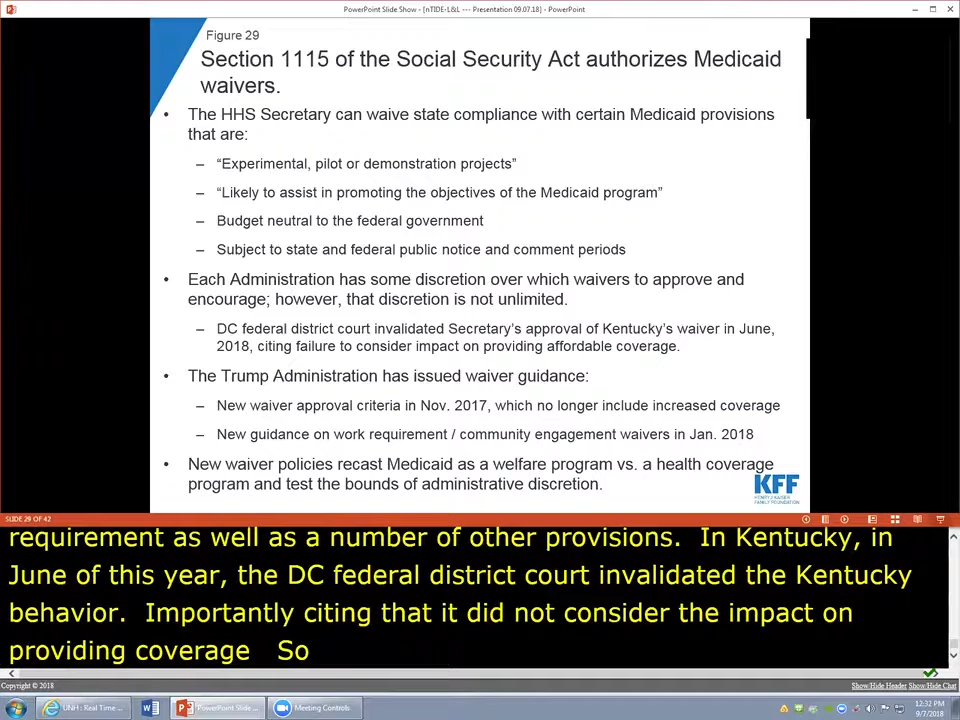 PowerPoint Slide Show - [nTIDE-L&L --- Presentation 09.07.18] - PowerPoint
Figure 29
Section 1115 of the Social Security Act authorizes Medicaid
waivers.
• The HHS Secretary can waive state compliance with certain Medicaid provisions
that are:
– “Experimental, pilot or demonstration projects”
– “Likely to assist in promoting the objectives of the Medicaid program”
– Budget neutral to the federal government
– Subject to state and federal public notice and comment periods
• Each Administration has some discretion over which waivers to approve and
encourage; however, that discretion is not unlimited.
– DC federal district court invalidated Secretary’s approval of Kentucky’s waiver in June,
2018, citing failure to consider impact on providing affordable coverage.
• The Trump Administration has issued waiver guidance:
– New waiver approval criteria in Nov. 2017, which no longer include increased coverage
– New guidance on work requirement / community engagement waivers in Jan. 2018
• New waiver policies recast Medicaid as a welfare program vs. a health coverage
program and test the bounds of administrative discretion.
KFF
HENRY J KAISER
FAMILY FOUNDATION
SLIDE 29 OF 42
requirement as well as a number of other provisions. In Kentucky, in
June of this year, the DC federal district court invalidated the Kentucky
behavior. Importantly citing that it did not consider the impact on
providing coverage So
Copyright © 2018
Show/Hide Header Show/Hide Chat
UNH : Real Time ...
PowerPoint Slide ...
Meeting Controls
12:32 PM
9/7/2018